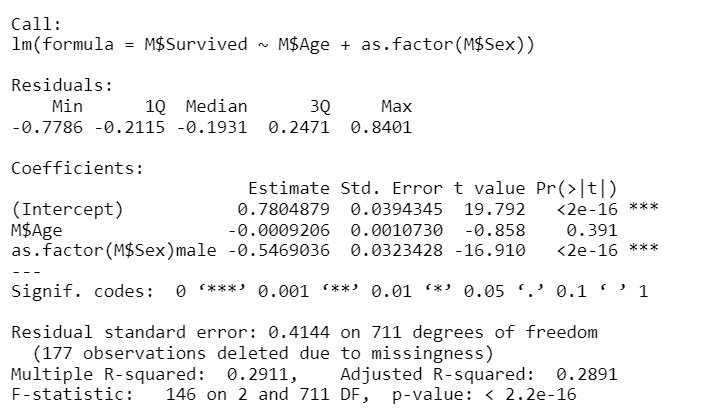 Call:
lm(formula = M$Survived ~ M$Age + as.factor(M$Sex))
Residuals:
Min 1Q Median 3Q Max
-0.7786 -0.2115 -0.1931 0.2471 0.8401
Coefficients:
Estimate Std. Error t value Pr(>|t|)
(Intercept) 0.7804879 0.0394345 19.792 <2e-16 ***
M$Age -0.0009206 0.0010730 -0.858 0.391
as.factor(M$Sex)male -0.5469036 0.0323428 -16.910 <2e-16 ***
---
Signif. codes: 0 ‘***’ 0.001 ‘**’ 0.01 ‘*’ 0.05 ‘.’ 0.1 ‘ ’ 1
Residual standard error: 0.4144 on 711 degrees of freedom
(177 observations deleted due to missingness)
Multiple R-squared: 0.2911, Adjusted R-squared: 0.2891
F-statistic: 146 on 2 and 711 DF, p-value: < 2.2e-16